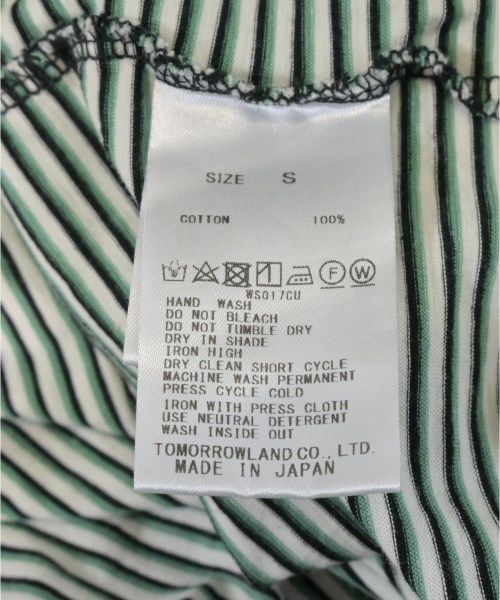 SIZE S
COTTON 100%
F W
WS017CU
HAND WASH
DO NOT BLEACH
DO NOT TUMBLE DRY
DRY IN SHADE
IRON HIGH
DRY CLEAN SHORT CYCLE
MACHINE WASH PERMANENT
PRESS CYCLE COLD
IRON WITH PRESS CLOTH
USE NEUTRAL DETERGENT
WASH INSIDE OUT
TOMORROWLAND CO., LTD.
MADE IN JAPAN